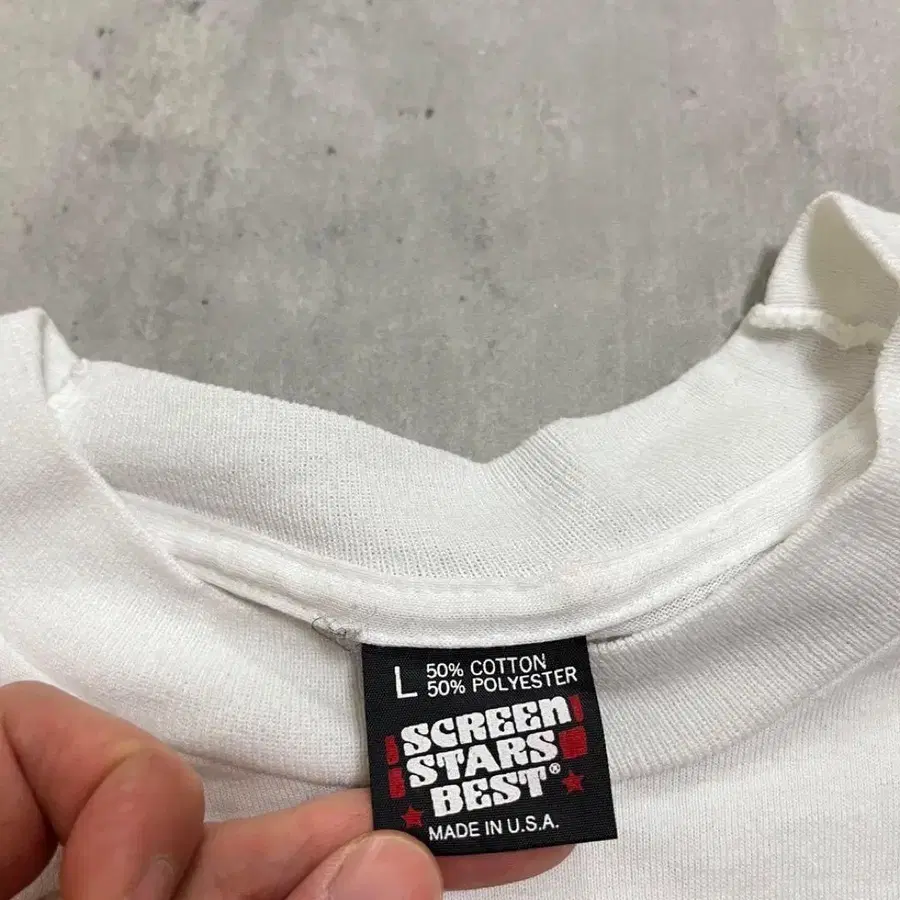 L 50% COTTON
50% POLYESTER
SCREEN
STARS
BEST®
MADE IN U.S.A.